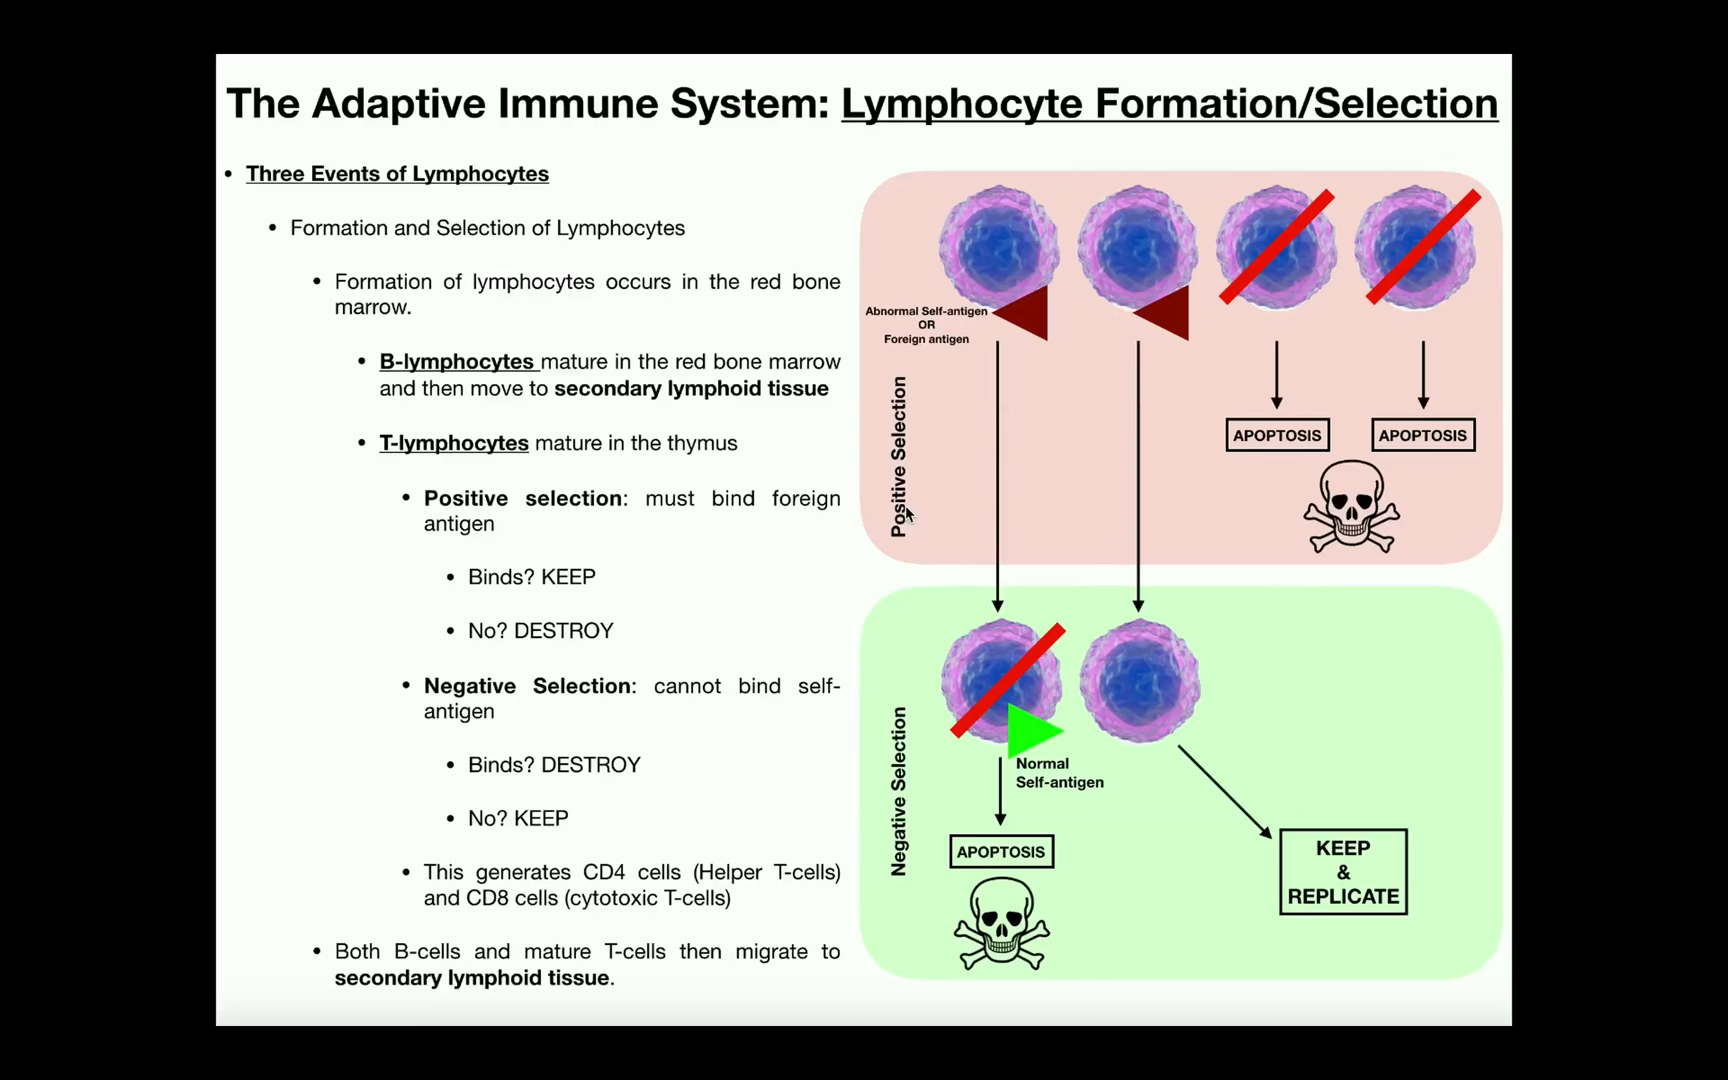 The Adaptive Immune System: Lymphocyte Formation/Selection
• Three Events of Lymphocytes
• Formation and Selection of Lymphocytes
• Formation of lymphocytes occurs in the red bone
marrow.
• B-lymphocytes mature in the red bone marrow
and then move to secondary lymphoid tissue
• T-lymphocytes mature in the thymus
• Positive selection: must bind foreign
antigen
• Binds? KEEP
• No? DESTROY
• Negative Selection: cannot bind self-
antigen
• Binds? DESTROY
• No? KEEP
• This generates CD4 cells (Helper T-cells)
and CD8 cells (cytotoxic T-cells)
• Both B-cells and mature T-cells then migrate to
secondary lymphoid tissue.
Abnormal Self-antigen
OR
Foreign antigen
Positive Selection
APOPTOSIS
APOPTOSIS
Negative Selection
Normal
Self-antigen
APOPTOSIS
KEEP
&
REPLICATE